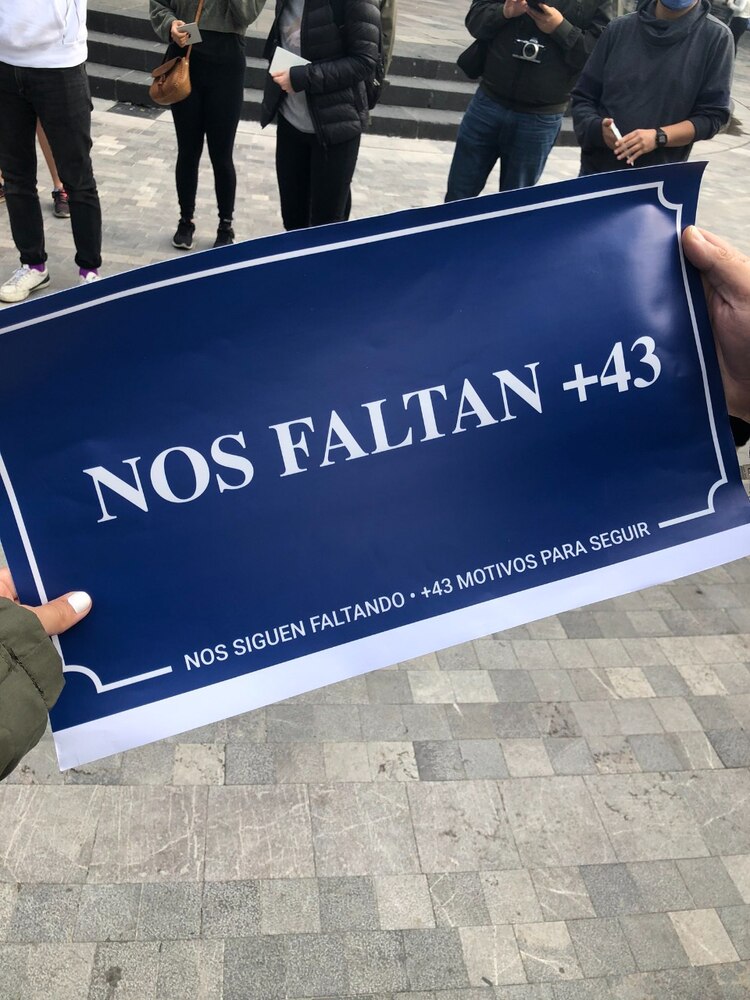 NOS FALTAN +43
NOS SIGUEN FALTANDO • +43 MOTIVOS PARA SEGUIR